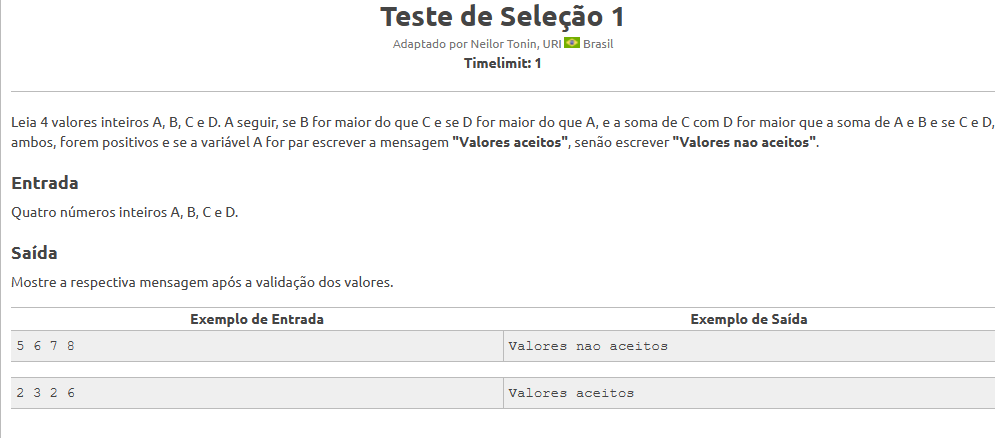 Teste de Seleção 1
Adaptado por Neilor Tonin, URI Brasil
Timelimit: 1
Leia 4 valores inteiros A, B, C e D. A seguir, se B for maior do que C e se D for maior do que A, e a soma de C com D for maior que a soma de A e B e se C e D,
ambos, forem positivos e se a variável A for par escrever a mensagem "Valores aceitos", senão escrever "Valores nao aceitos".
Entrada
Quatro números inteiros A, B, C e D.
Saída
Mostre a respectiva mensagem após a validação dos valores.
Exemplo de Entrada Exemplo de Saída
5 6 7 8 Valores nao aceitos
2 3 2 6 Valores aceitos